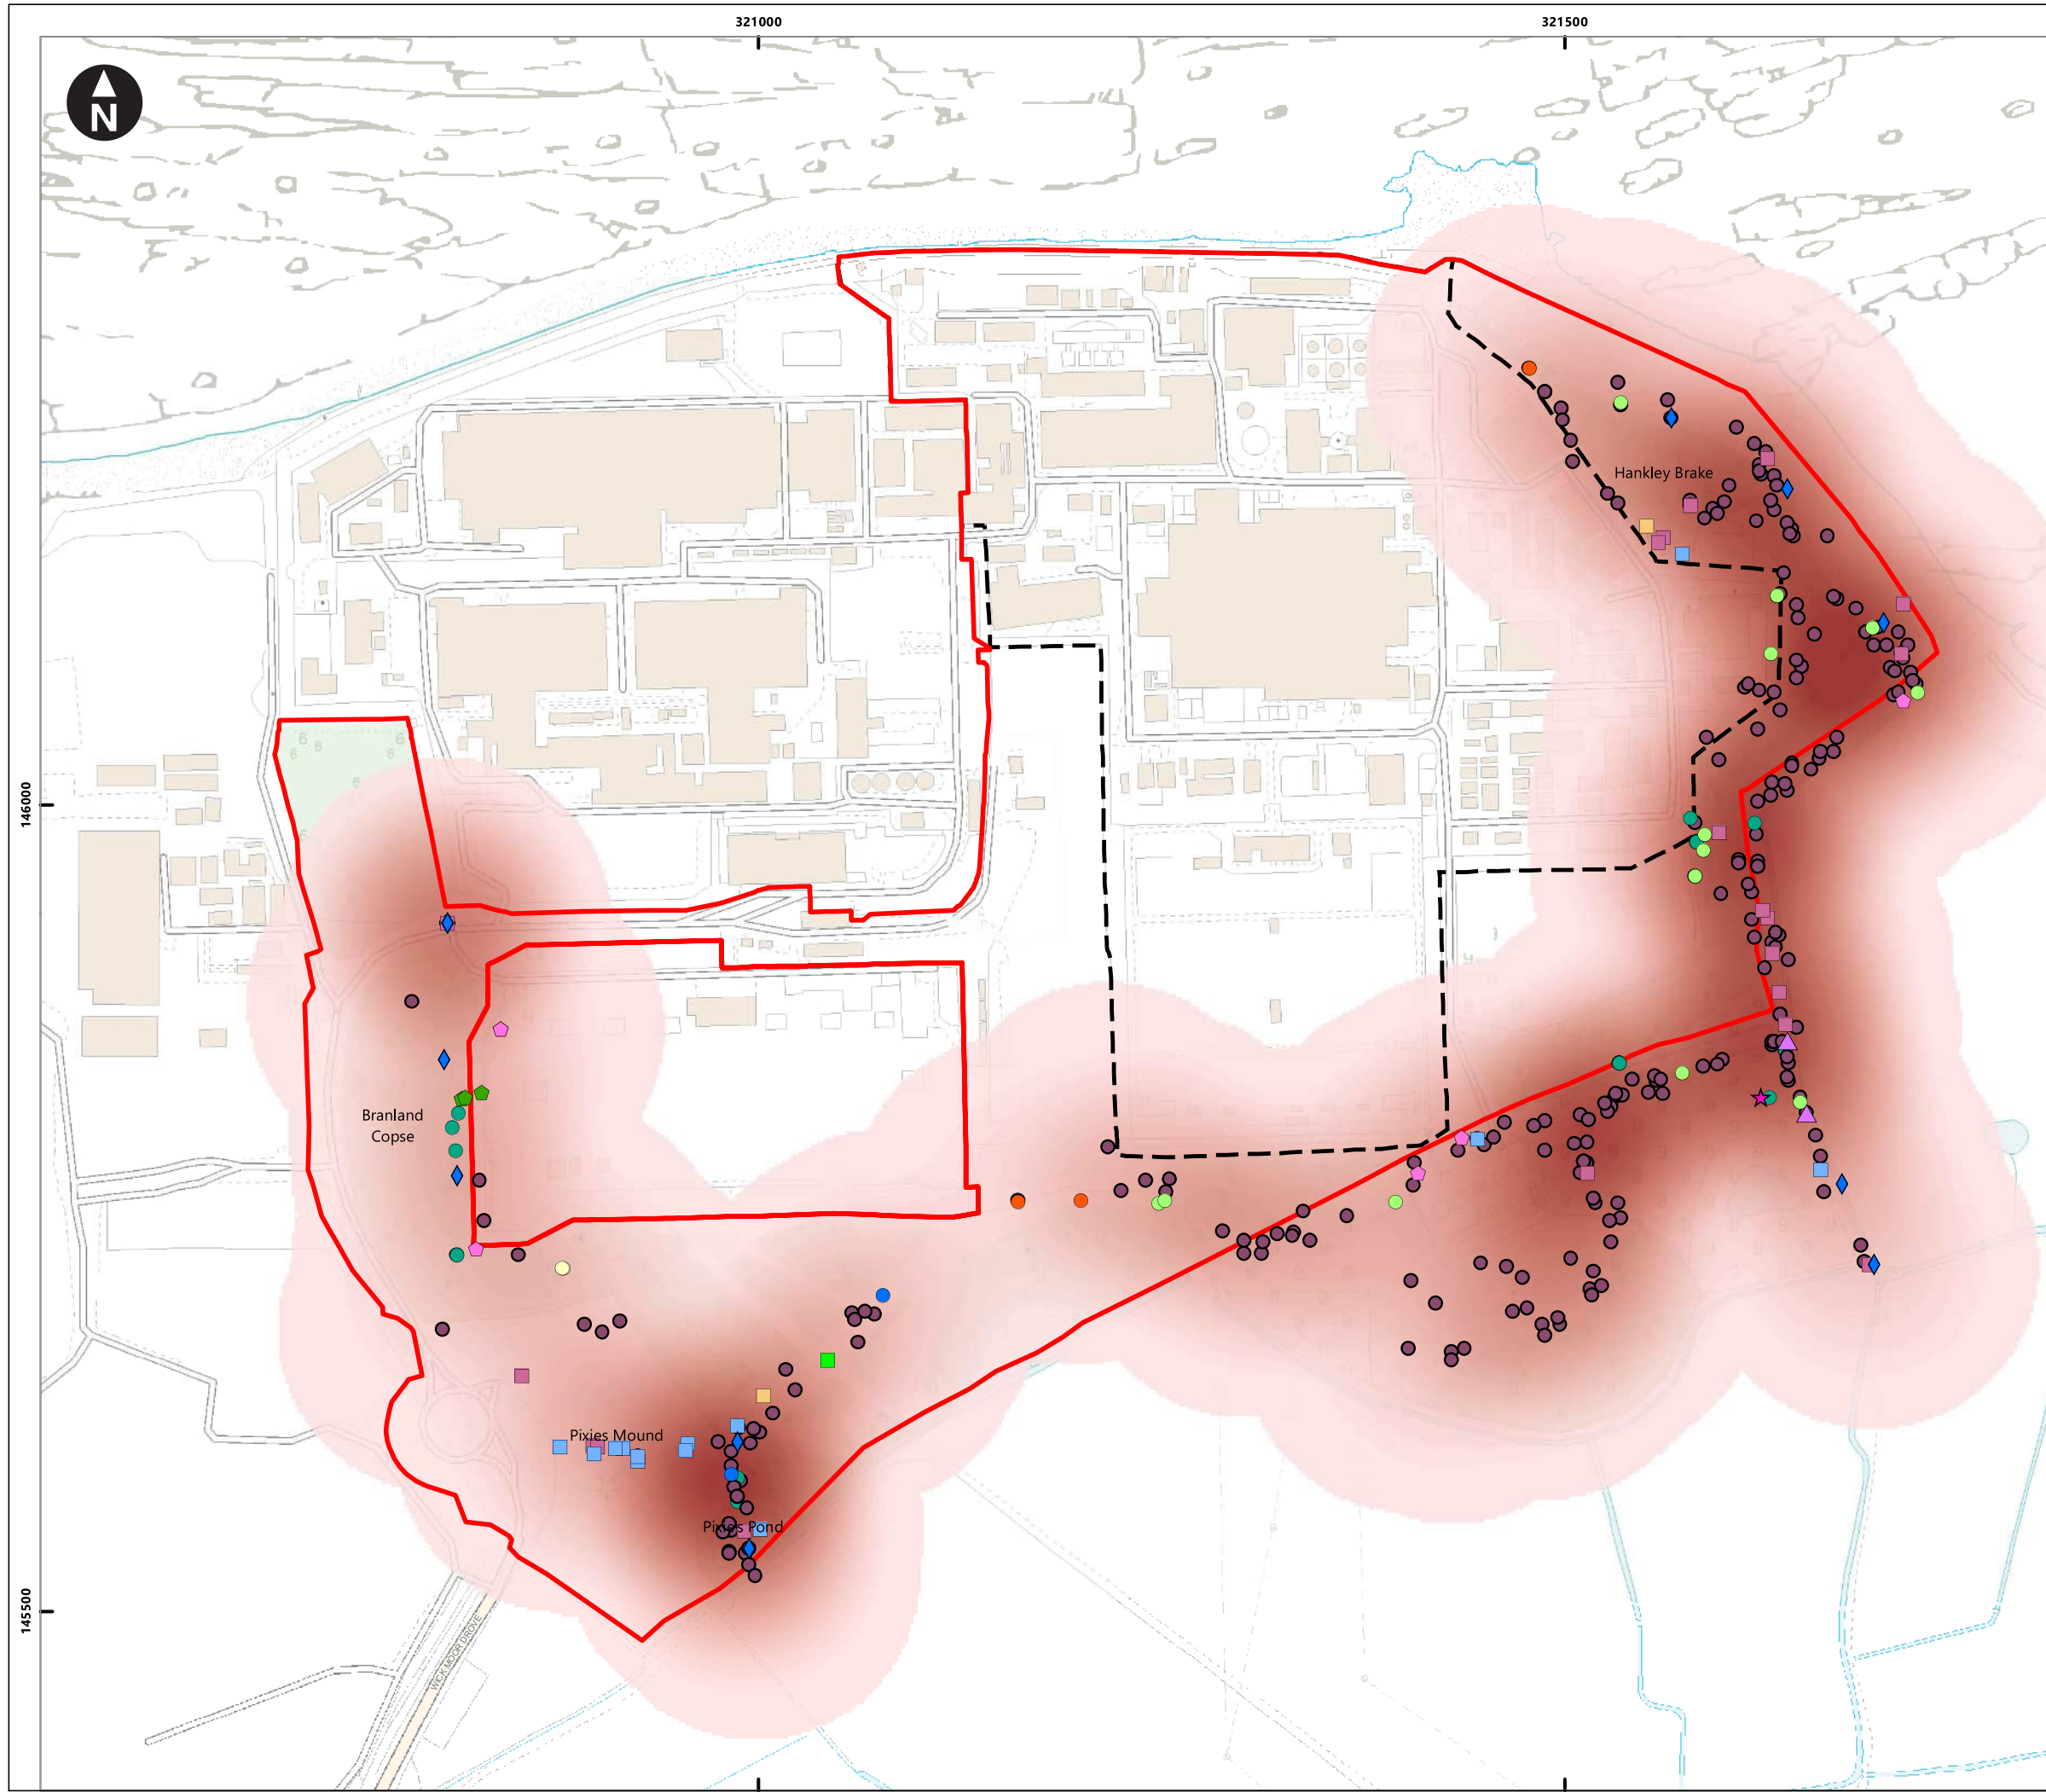 321000
321500
N
Hankley Brake
146000
Branland
Copse
Pixies Mound
Pixies Pond
145500
WICK MOOR DROVE